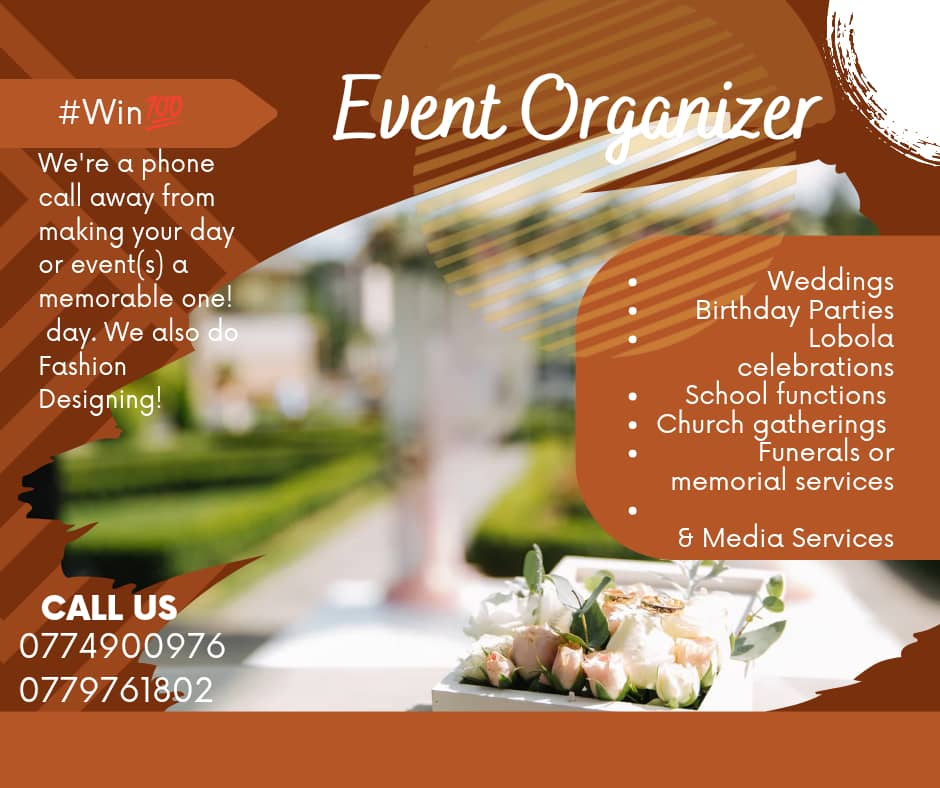 Event Organizer
#Win💯
We're a phone
call away from
making your day
or event(s) a
memorable one!
day. We also do
Fashion
Designing!
• Weddings
• Birthday Parties
• Lobola
celebrations
• School functions
• Church gatherings
• Funerals or
memorial services
•
& Media Services
CALL US
0774900976
0779761802